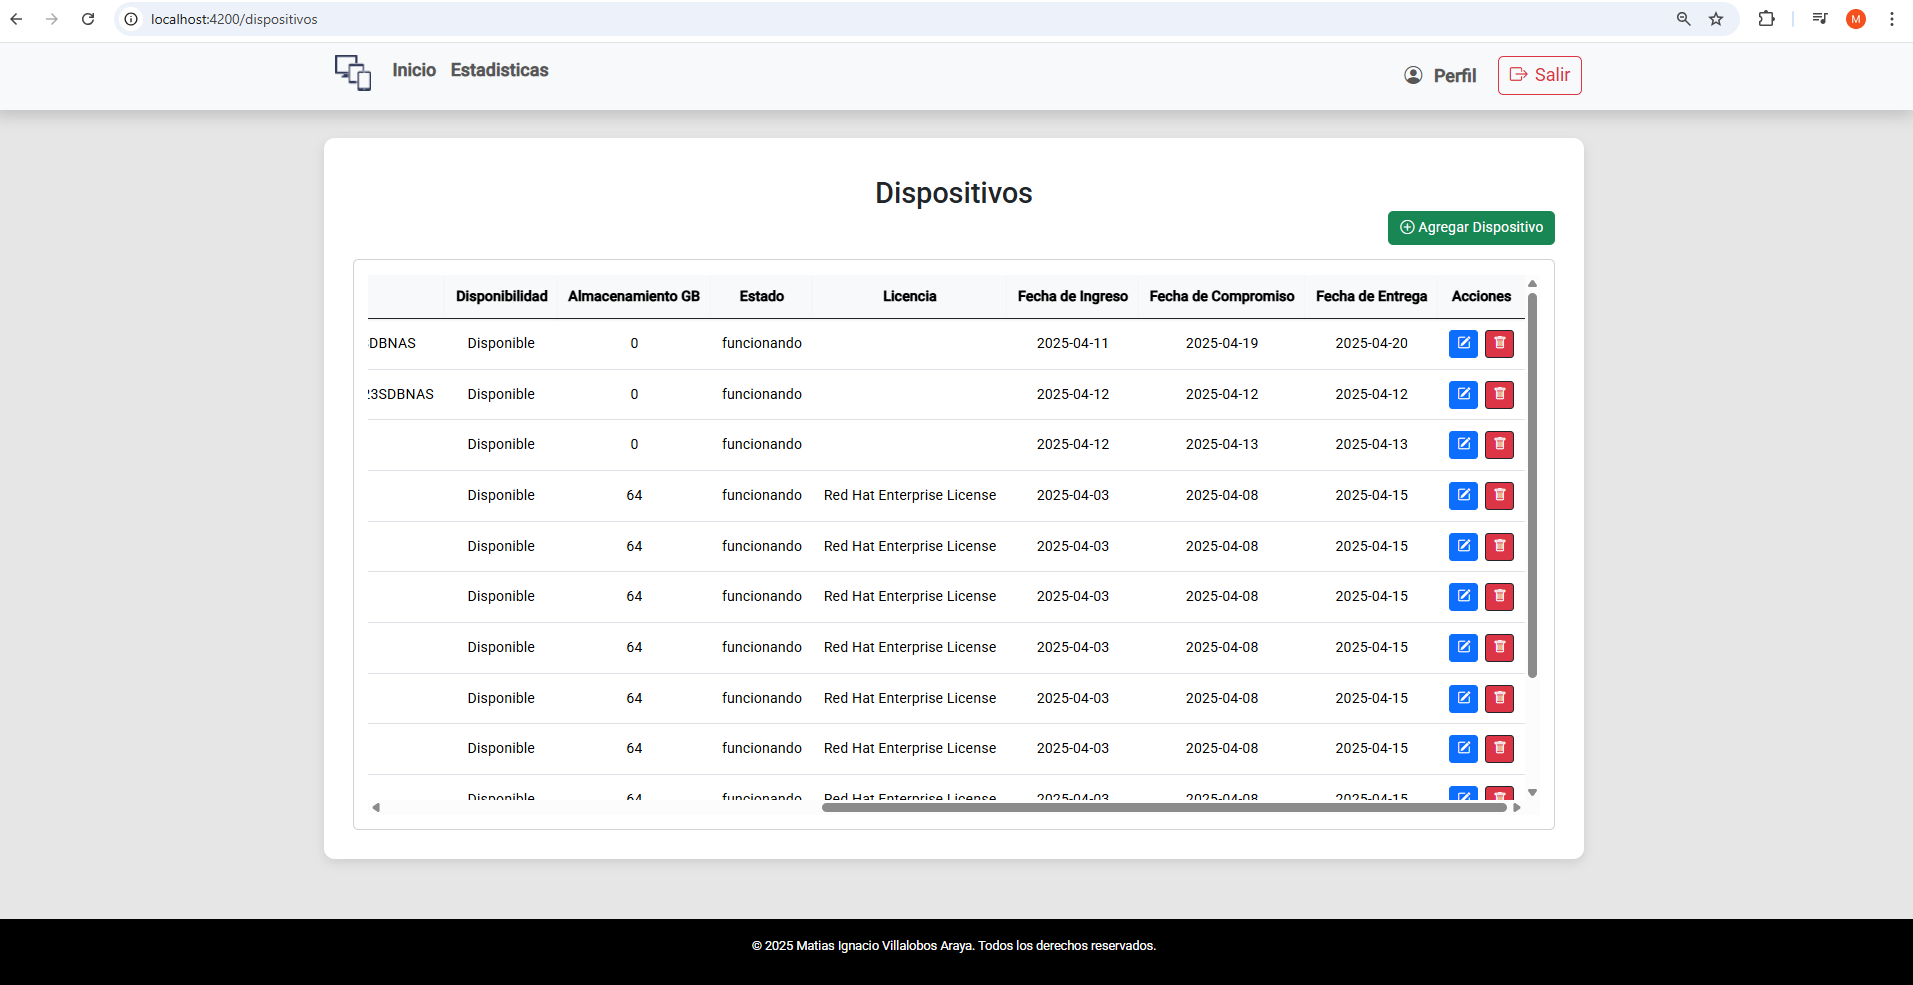 localhost:4200/dispositivos
M
Inicio Estadisticas Perfil Salir
Dispositivos
Agregar Dispositivo
Disponibilidad Almacenamiento GB Estado Licencia Fecha de Ingreso Fecha de Compromiso Fecha de Entrega Acciones
DBNAS Disponible 0 funcionando 2025-04-11 2025-04-19 2025-04-20
23SDBNAS Disponible 0 funcionando 2025-04-12 2025-04-12 2025-04-12
Disponible 0 funcionando 2025-04-12 2025-04-13 2025-04-13
Disponible 64 funcionando Red Hat Enterprise License 2025-04-03 2025-04-08 2025-04-15
Disponible 64 funcionando Red Hat Enterprise License 2025-04-03 2025-04-08 2025-04-15
Disponible 64 funcionando Red Hat Enterprise License 2025-04-03 2025-04-08 2025-04-15
Disponible 64 funcionando Red Hat Enterprise License 2025-04-03 2025-04-08 2025-04-15
Disponible 64 funcionando Red Hat Enterprise License 2025-04-03 2025-04-08 2025-04-15
Disponible 64 funcionando Red Hat Enterprise License 2025-04-03 2025-04-08 2025-04-15
Disponible 64 funcionando Red Hat Enterprise License 2025-04-03 2025-04-08 2025-04-15
© 2025 Matias Ignacio Villalobos Araya. Todos los derechos reservados.